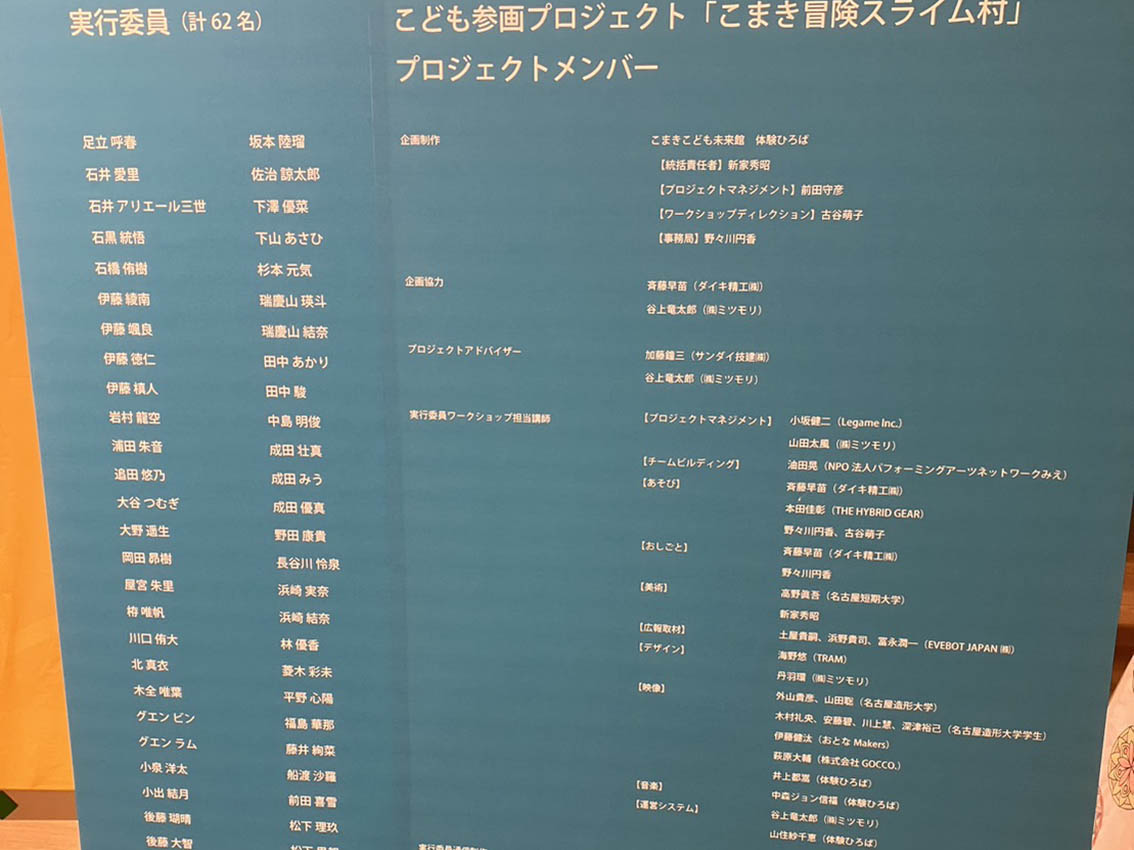 実行委員（計 62 名）
足立 呼春
石井 愛里
石井 アリエール三世
石黒 統悟
石橋 侑樹
伊藤 綾南
伊藤 颯良
伊藤 徳仁
伊藤 槙人
岩村 龍空
浦田 朱音
追田 悠乃
大谷 つむぎ
大野 遥生
岡田 昴樹
屋宮 朱里
栫 唯帆
川口 侑大
北 真衣
木全 唯葉
グエン ビン
グエン ラム
小泉 洋太
小出 結月
後藤 瑚晴
後藤 大智
坂本 陸瑠
佐治 諒太郎
下澤 優菜
下山 あさひ
杉本 元気
瑞慶山 瑛斗
瑞慶山 結奈
田中 あかり
田中 駿
中島 明俊
成田 壮真
成田 みう
成田 優真
野田 康貴
長谷川 怜泉
浜崎 実奈
浜崎 結奈
林 優香
菱木 彩未
平野 心陽
福島 華那
藤井 絢菜
船渡 沙羅
前田 喜雪
松下 理玖
こども参画プロジェクト「こまき冒険スライム村」
プロジェクトメンバー
企画制作
こまきこども未来館　体験ひろば
【統括責任者】新家秀昭
【プロジェクトマネジメント】前田守彦
【ワークショップディレクション】古谷萌子
【事務局】野々川円香
企画協力
斉藤早苗（ダイキ精工㈱）
谷上竜太郎（㈱ミツモリ）
プロジェクトアドバイザー
加藤鐘三（サンダイ技建㈱）
谷上竜太郎（㈱ミツモリ）
実行委員ワークショップ担当講師
【プロジェクトマネジメント】 小坂健二（Legame Inc.）
山田太風（㈱ミツモリ）
【チームビルディング】 油田晃（NPO 法人パフォーミングアーツネットワークみえ）
【あそび】 斉藤早苗（ダイキ精工㈱）
本田佳彰（THE HYBRID GEAR）
野々川円香、古谷萌子
【おしごと】 斉藤早苗（ダイキ精工㈱）
野々川円香
【美術】 高野眞吾（名古屋短期大学）
新家秀昭
【広報取材】 土屋貴嗣、浜野貴司、冨永潤一（EVEBOT JAPAN ㈱）
【デザイン】 海野悠（TRAM）
丹羽環（㈱ミツモリ）
【映像】 外山貴彦、山田聡（名古屋造形大学）
木村礼央、安藤碧、川上慧、深津裕己（名古屋造形大学学生）
伊藤健汰（おとな Makers）
萩原大輔（株式会社 GOCCO.）
井上都嵩（体験ひろば）
【音楽】 中森ジョン信福（体験ひろば）
【運営システム】 谷上竜太郎（㈱ミツモリ）
山住紗千恵（体験ひろば）